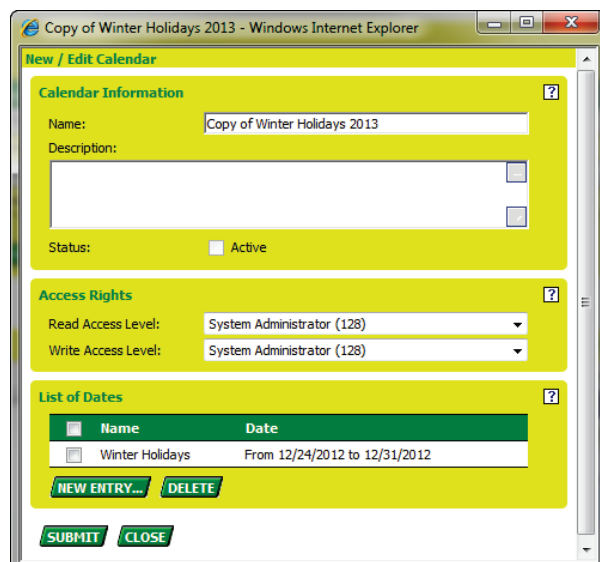 Copy of Winter Holidays 2013 - Windows Internet Explorer
New / Edit Calendar
Calendar Information ?
Name: Copy of Winter Holidays 2013
Description:
Status: Active
Access Rights ?
Read Access Level: System Administrator (128)
Write Access Level: System Administrator (128)
List of Dates ?
Name Date
Winter Holidays From 12/24/2012 to 12/31/2012
NEW ENTRY... DELETE
SUBMIT CLOSE